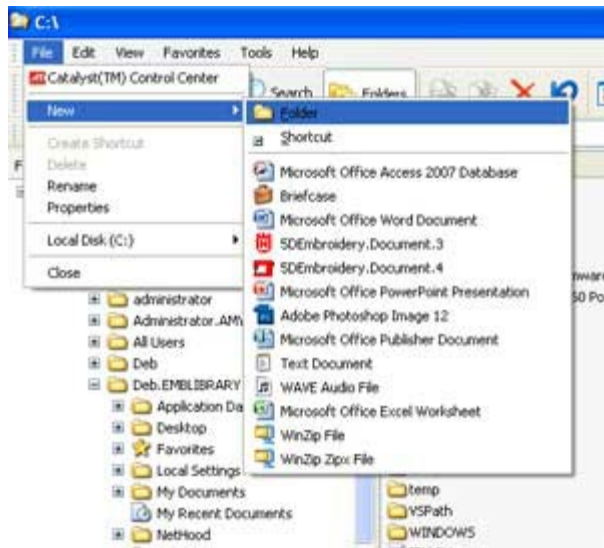 C:\
File Edit View Favorites Tools Help
Catalyst(TM) Control Center
Search Folders
New
Folder
Shortcut
Create Shortcut
Delete
Rename
Properties
Local Disk (C:)
Close
Microsoft Office Access 2007 Database
Briefcase
Microsoft Office Word Document
5DEmbroidery.Document.3
5DEmbroidery.Document.4
Microsoft Office PowerPoint Presentation
Adobe Photoshop Image 12
Microsoft Office Publisher Document
Text Document
WAVE Audio File
Microsoft Office Excel Worksheet
WinZip File
WinZip Zipx File
administrator
Administrator.AMY
All Users
Deb
Deb.EMBLIBRARY
Application Da
Desktop
Favorites
Local Settings
My Documents
My Recent Documents
NetHood
temp
VSPath
WINDOWS